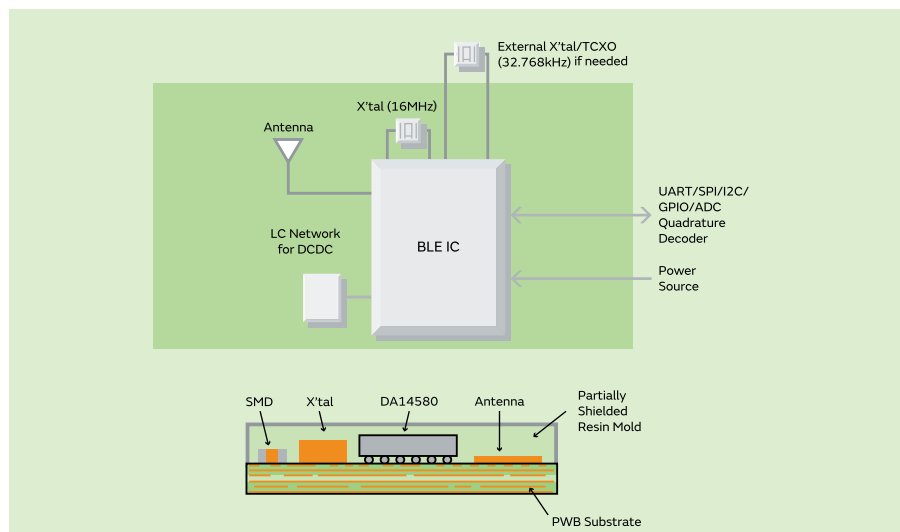 External X'tal/TCXO
(32.768kHz) if needed
X'tal (16MHz)
Antenna
UART/SPI/I2C/
GPIO/ADC
Quadrature
Decoder
LC Network
for DCDC
BLE IC
Power
Source
SMD
X'tal
DA14580
Antenna
Partially
Shielded
Resin Mold
PWB Substrate